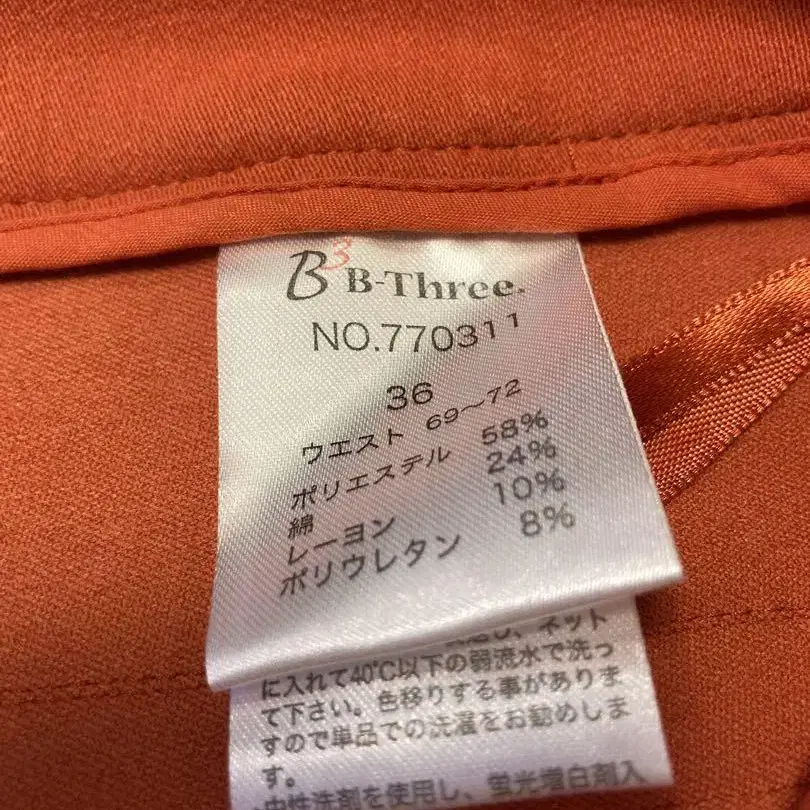 B3 B-Three.
NO.770311
36
ウエスト 69〜72
ポリエステル 58%
綿 24%
レーヨン 10%
ポリウレタン 8%
ネット
に入れて40℃以下の弱流水で洗っ
て下さい。色移りする事がありま
すので単品での洗濯をお勧めしま
す。
・中性洗剤を使用し、蛍光増白剤入